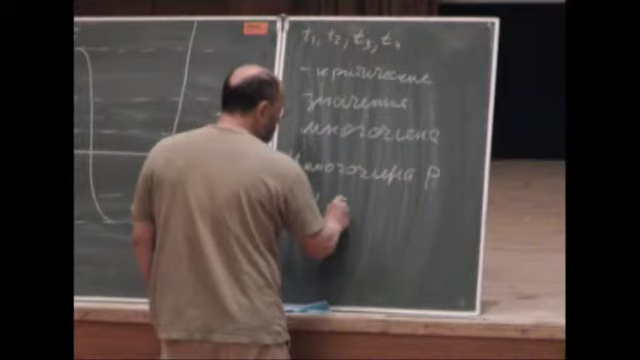 t₁, t₂, t₃, t₄
- критические
значения
многочлена
многочлена P